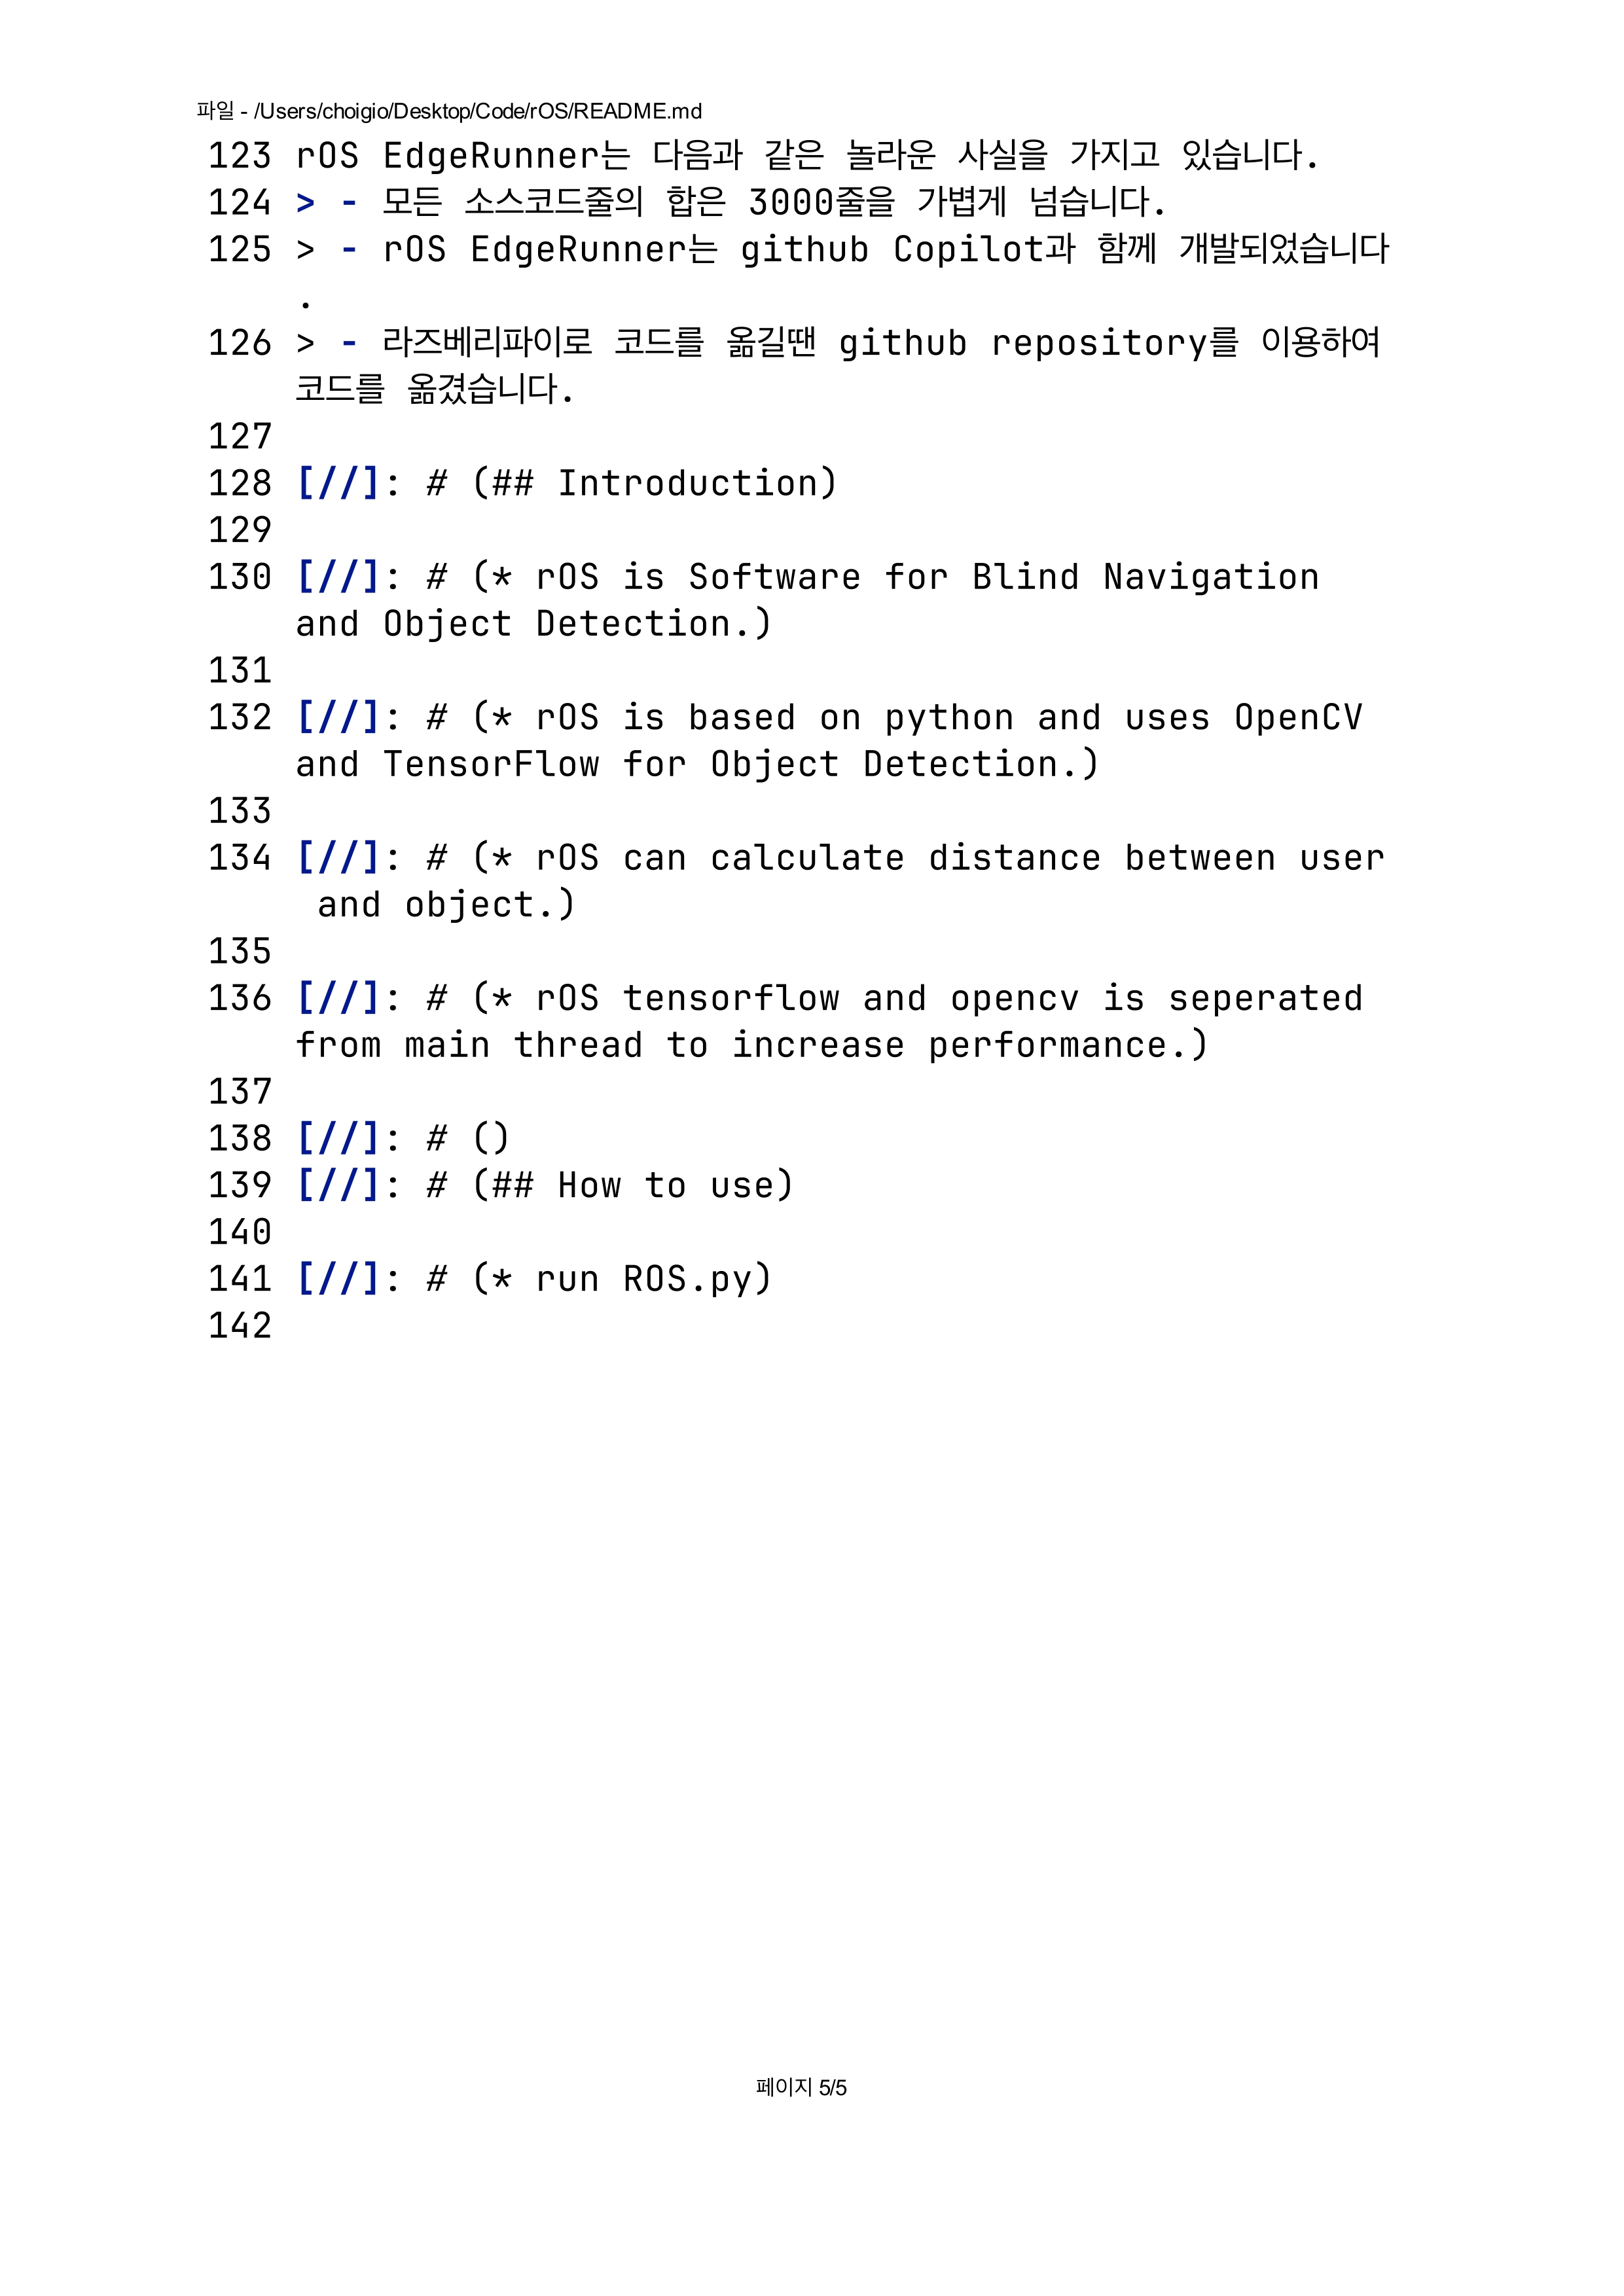 파일 - /Users/choigio/Desktop/Code/rOS/README.md
123 rOS EdgeRunner는 다음과 같은 놀라운 사실을 가지고 있습니다.
124 > - 모든 소스코드줄의 합은 3000줄을 가볍게 넘습니다.
125 > - rOS EdgeRunner는 github Copilot과 함께 개발되었습니다
.
126 > - 라즈베리파이로 코드를 옮길땐 github repository를 이용하여
코드를 옮겼습니다.
127
128 [//]: # (## Introduction)
129
130 [//]: # (* rOS is Software for Blind Navigation
and Object Detection.)
131
132 [//]: # (* rOS is based on python and uses OpenCV
and TensorFlow for Object Detection.)
133
134 [//]: # (* rOS can calculate distance between user
and object.)
135
136 [//]: # (* rOS tensorflow and opencv is seperated
from main thread to increase performance.)
137
138 [//]: # ()
139 [//]: # (## How to use)
140
141 [//]: # (* run ROS.py)
142
페이지 5/5